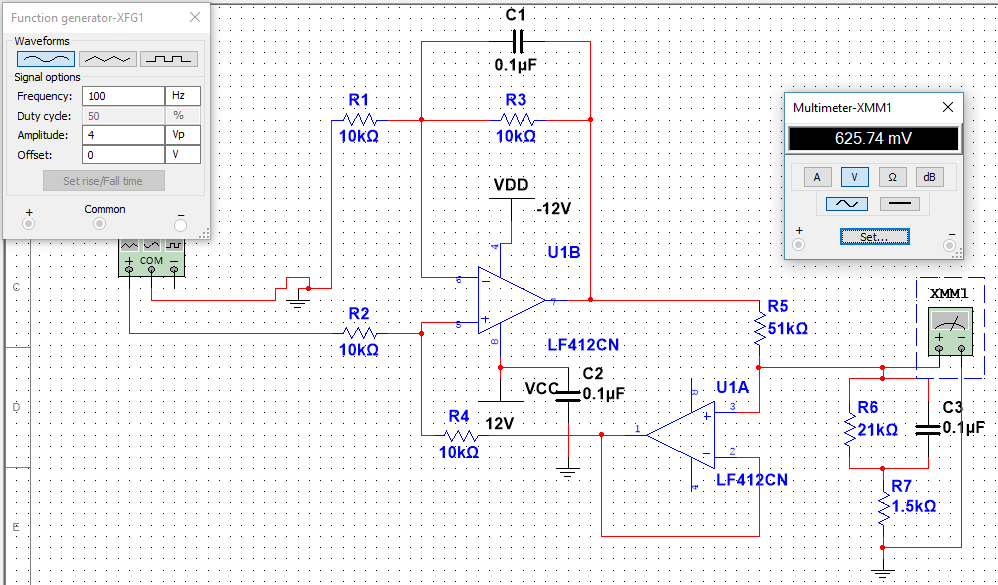 Function generator-XFG1
Waveforms
Signal options
Frequency: 100 Hz
Duty cycle: 50 %
Amplitude: 4 Vp
Offset: 0 V
Set rise/Fall time
+ Common −
+ COM −
C1
0.1µF
R1
10kΩ
R3
10kΩ
VDD
-12V
U1B
4
6
5
7
8
LF412CN
R2
10kΩ
VCC
12V
C2
0.1µF
R4
10kΩ
R5
51kΩ
U1A
8
3
1
2
4
LF412CN
Multimeter-XMM1
625.74 mV
A V Ω dB
Set...
+ −
XMM1
+ −
R6
21kΩ
C3
0.1µF
R7
1.5kΩ
C
D
E